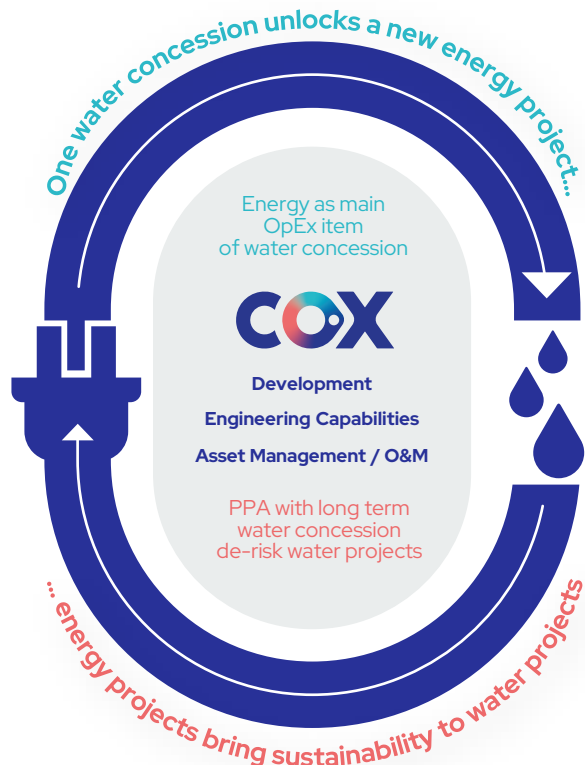 One water concession unlocks a new energy project...
Energy as main
OpEx item
of water concession
COX
Development
Engineering Capabilities
Asset Management / O&M
PPA with long term
water concession
de-risk water projects
... energy projects bring sustainability to water projects